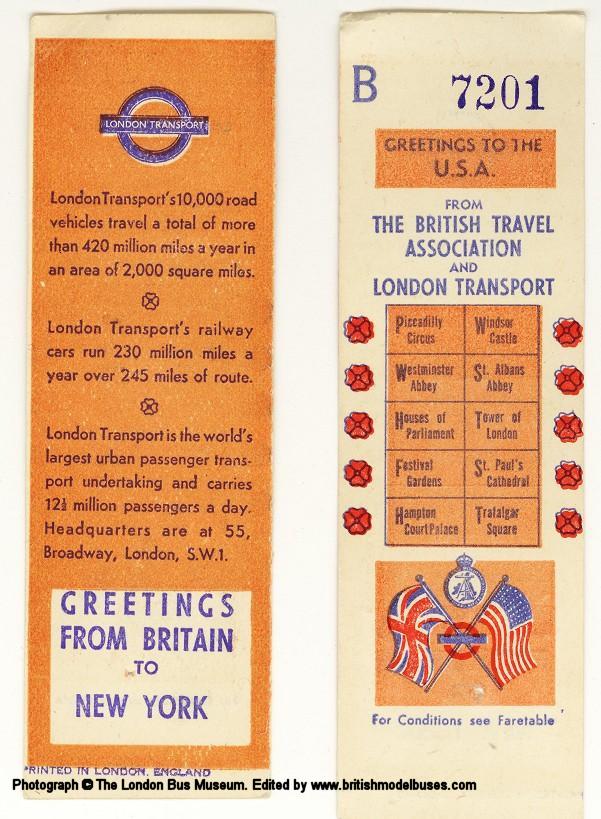 LONDON TRANSPORT
London Transport's 10,000 road
vehicles travel a total of more
than 420 million miles a year in
an area of 2,000 square miles.
London Transport's railway
cars run 230 million miles a
year over 245 miles of route.
London Transport is the world's
largest urban passenger trans-
port undertaking and carries
12½ million passengers a day.
Headquarters are at 55,
Broadway, London, S.W.1.
GREETINGS
FROM BRITAIN
TO
NEW YORK
PRINTED IN LONDON, ENGLAND
B 7201
GREETINGS TO THE
U.S.A.
FROM
THE BRITISH TRAVEL
ASSOCIATION
AND
LONDON TRANSPORT
Piccadilly
Circus
Windsor
Castle
Westminster
Abbey
St. Albans
Abbey
Houses of
Parliament
Tower of
London
Festival
Gardens
St. Paul's
Cathedral
Hampton
Court Palace
Trafalgar
Square
For Conditions see Faretable
Photograph © The London Bus Museum. Edited by www.britishmodelbuses.com